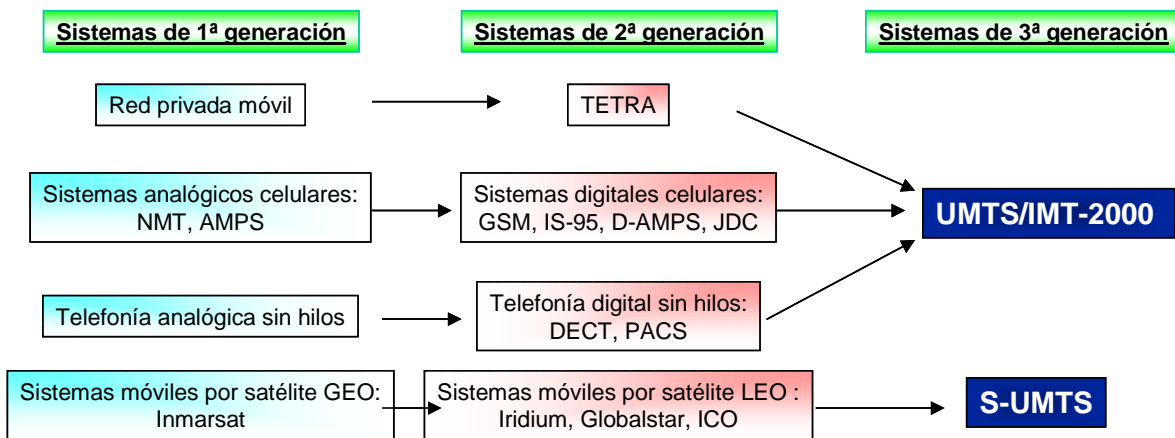 Sistemas de 1ª generación
Sistemas de 2ª generación
Sistemas de 3ª generación
Red privada móvil
TETRA
Sistemas analógicos celulares:
NMT, AMPS
Sistemas digitales celulares:
GSM, IS-95, D-AMPS, JDC
UMTS/IMT-2000
Telefonía analógica sin hilos
Telefonía digital sin hilos:
DECT, PACS
Sistemas móviles por satélite GEO:
Inmarsat
Sistemas móviles por satélite LEO :
Iridium, Globalstar, ICO
S-UMTS